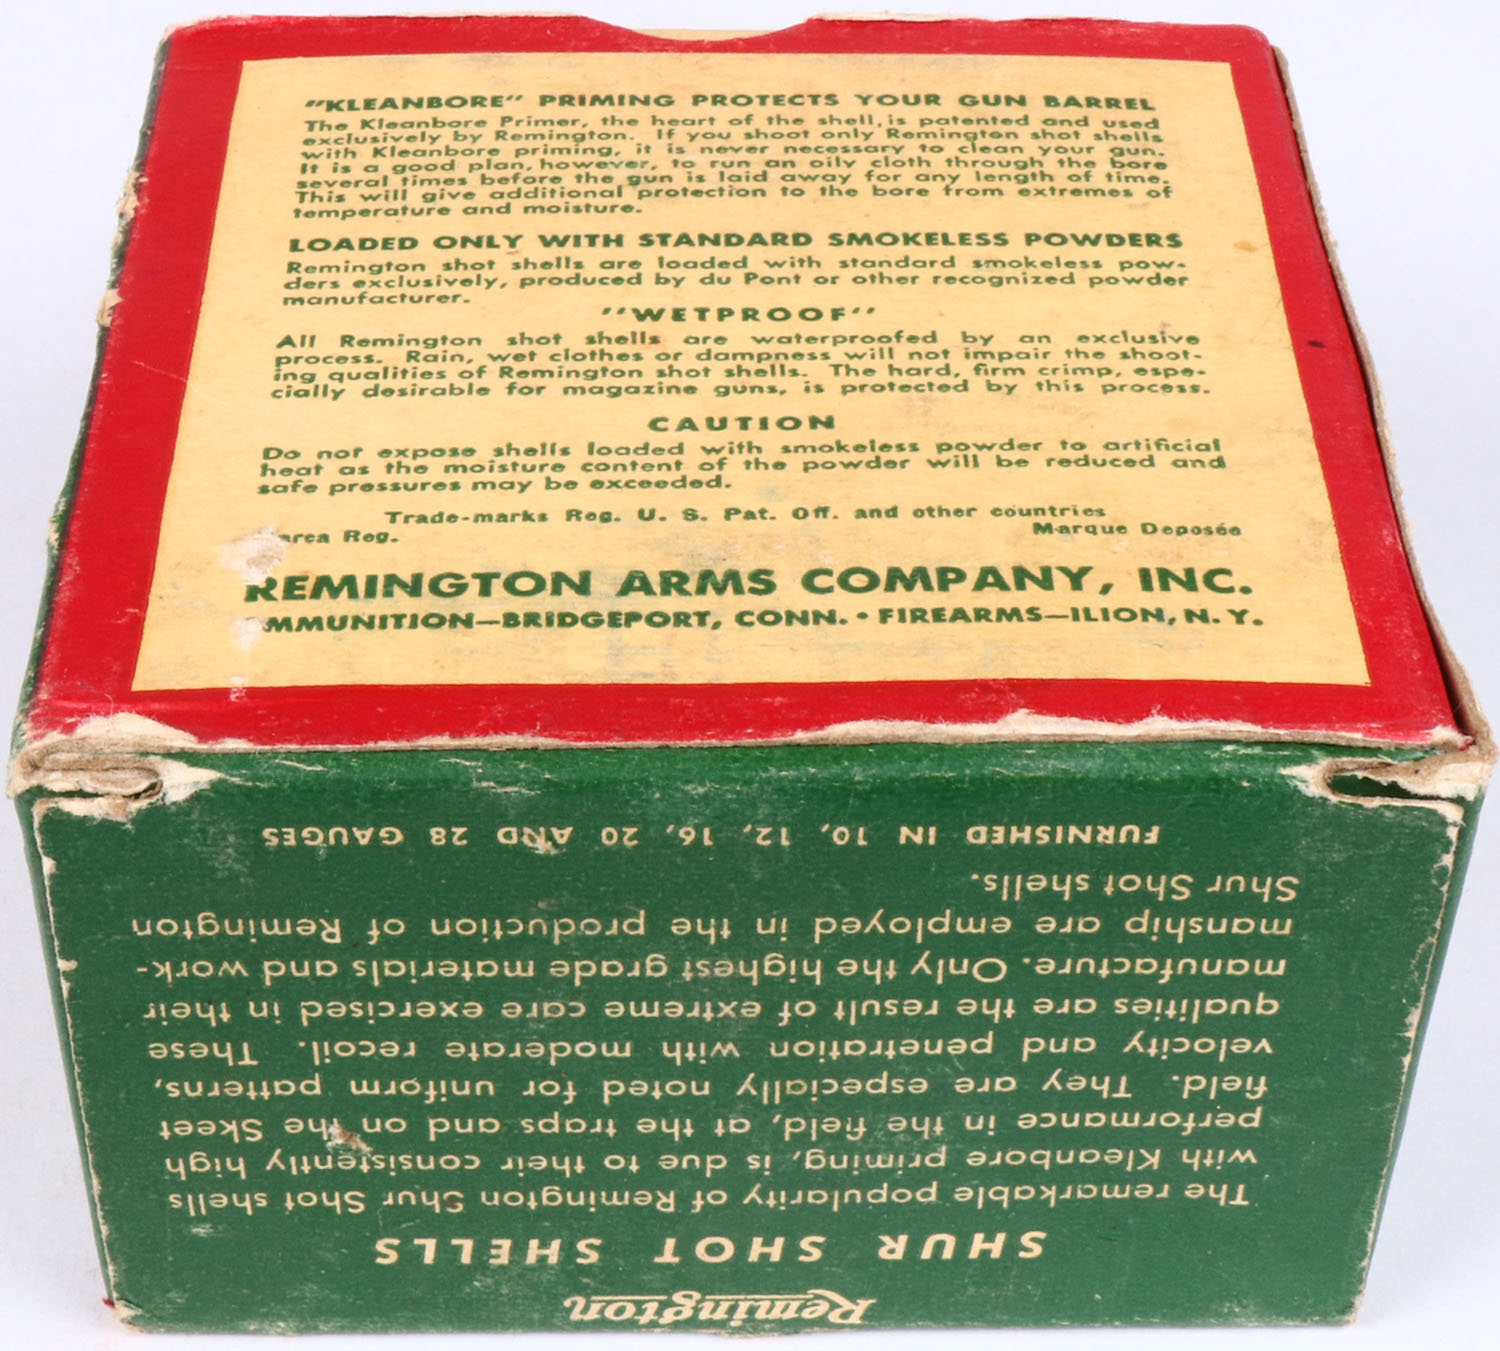 "KLEANBORE" PRIMING PROTECTS YOUR GUN BARREL
The Kleanbore Primer, the heart of the shell, is patented and used
exclusively by Remington. If you shoot only Remington shot shells
with Kleanbore priming, it is never necessary to clean your gun.
It is a good plan, however, to run an oily cloth through the bore
several times before the gun is laid away for any length of time.
This will give additional protection to the bore from extremes of
temperature and moisture.
LOADED ONLY WITH STANDARD SMOKELESS POWDERS
Remington shot shells are loaded with standard smokeless pow-
ders exclusively, produced by du Pont or other recognized powder
manufacturer.
"WETPROOF"
All Remington shot shells are waterproofed by an exclusive
process. Rain, wet clothes or dampness will not impair the shoot-
ing qualities of Remington shot shells. The hard, firm crimp, espe-
cially desirable for magazine guns, is protected by this process.
CAUTION
Do not expose shells loaded with smokeless powder to artificial
heat as the moisture content of the powder will be reduced and
safe pressures may be exceeded.
Trade-marks Reg. U. S. Pat. Off. and other countries
arca Reg. Marque Deposée
REMINGTON ARMS COMPANY, INC.
MMUNITION—BRIDGEPORT, CONN. • FIREARMS—ILION, N. Y.
Remington
SHUR SHOT SHELLS
The remarkable popularity of Remington Shur Shot shells
with Kleanbore priming, is due to their consistently high
performance in the field, at the traps and on the Skeet
field. They are especially noted for uniform patterns,
velocity and penetration with moderate recoil. These
qualities are the result of extreme care exercised in their
manufacture. Only the highest grade materials and work-
manship are employed in the production of Remington
Shur Shot shells.
FURNISHED IN 10, 12, 16, 20 AND 28 GAUGES